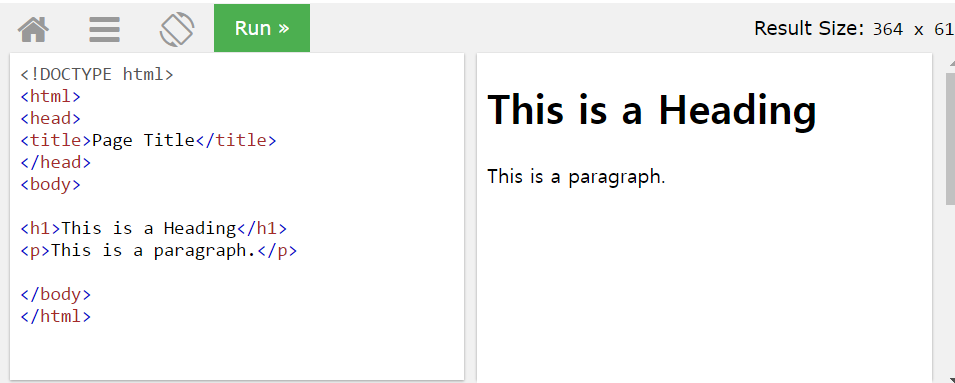 Run »
Result Size: 364 x 61
<!DOCTYPE html>
<html>
<head>
<title>Page Title</title>
</head>
<body>
<h1>This is a Heading</h1>
<p>This is a paragraph.</p>
</body>
</html>
This is a Heading
This is a paragraph.